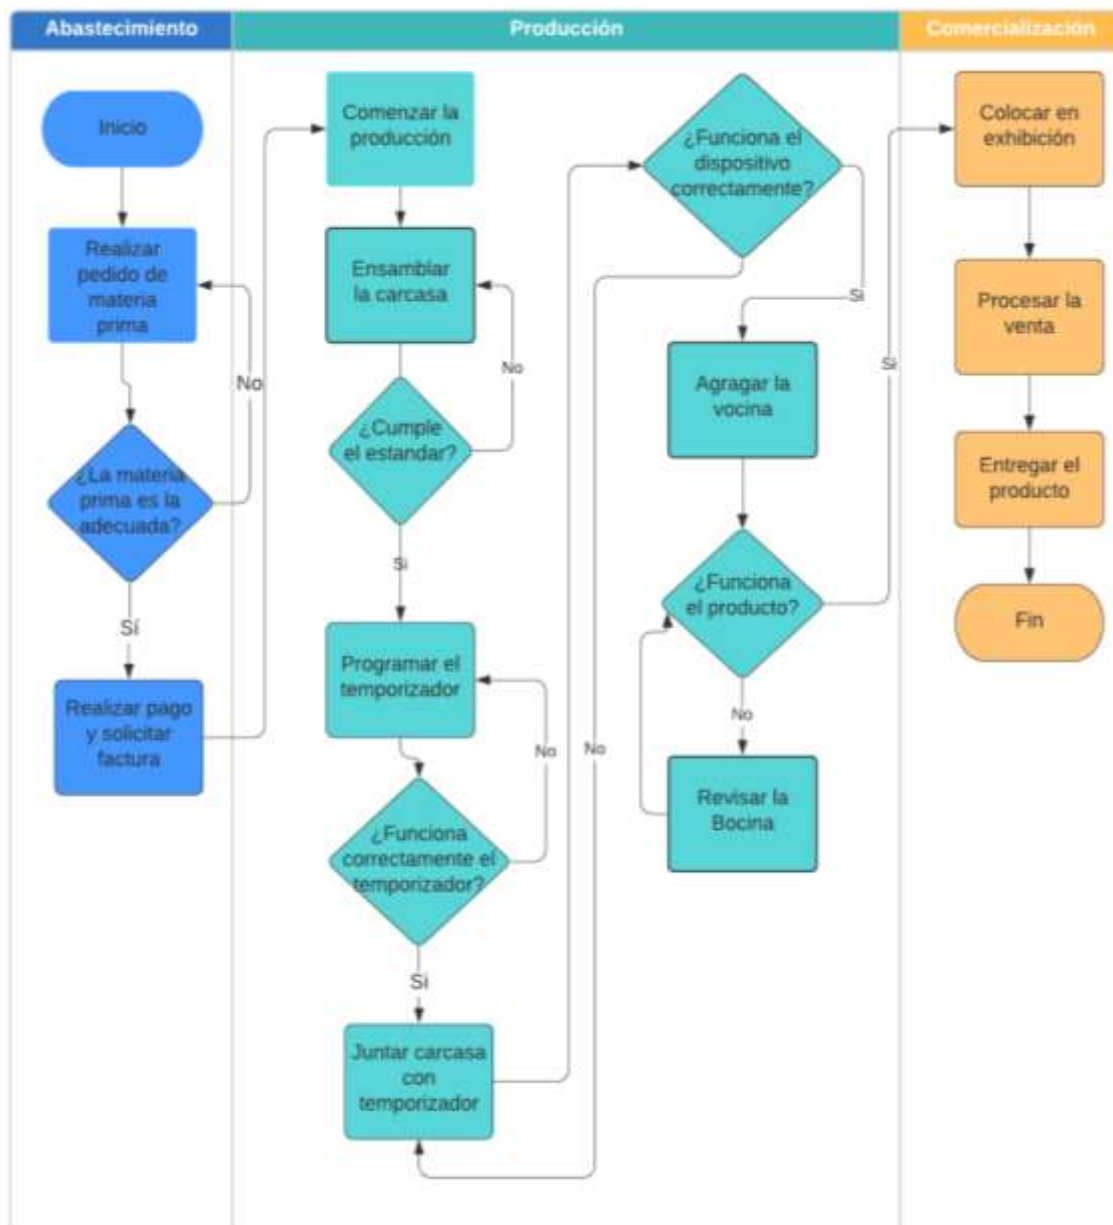 Abastecimiento
Producción
Comercialización
Inicio
Realizar
pedido de
materia
prima
No
¿La materia
prima es la
adecuada?
Sí
Realizar pago
y solicitar
factura
Comenzar la
producción
Ensamblar
la carcasa
No
¿Cumple
el estandar?
Si
Programar el
temporizador
No
¿Funciona
correctamente el
temporizador?
Si
Juntar carcasa
con
temporizador
¿Funciona el
dispositivo
correctamente?
Si
No
Agragar la
vocina
¿Funciona
el producto?
Si
No
Revisar la
Bocina
Colocar en
exhibición
Procesar la
venta
Entregar el
producto
Fin